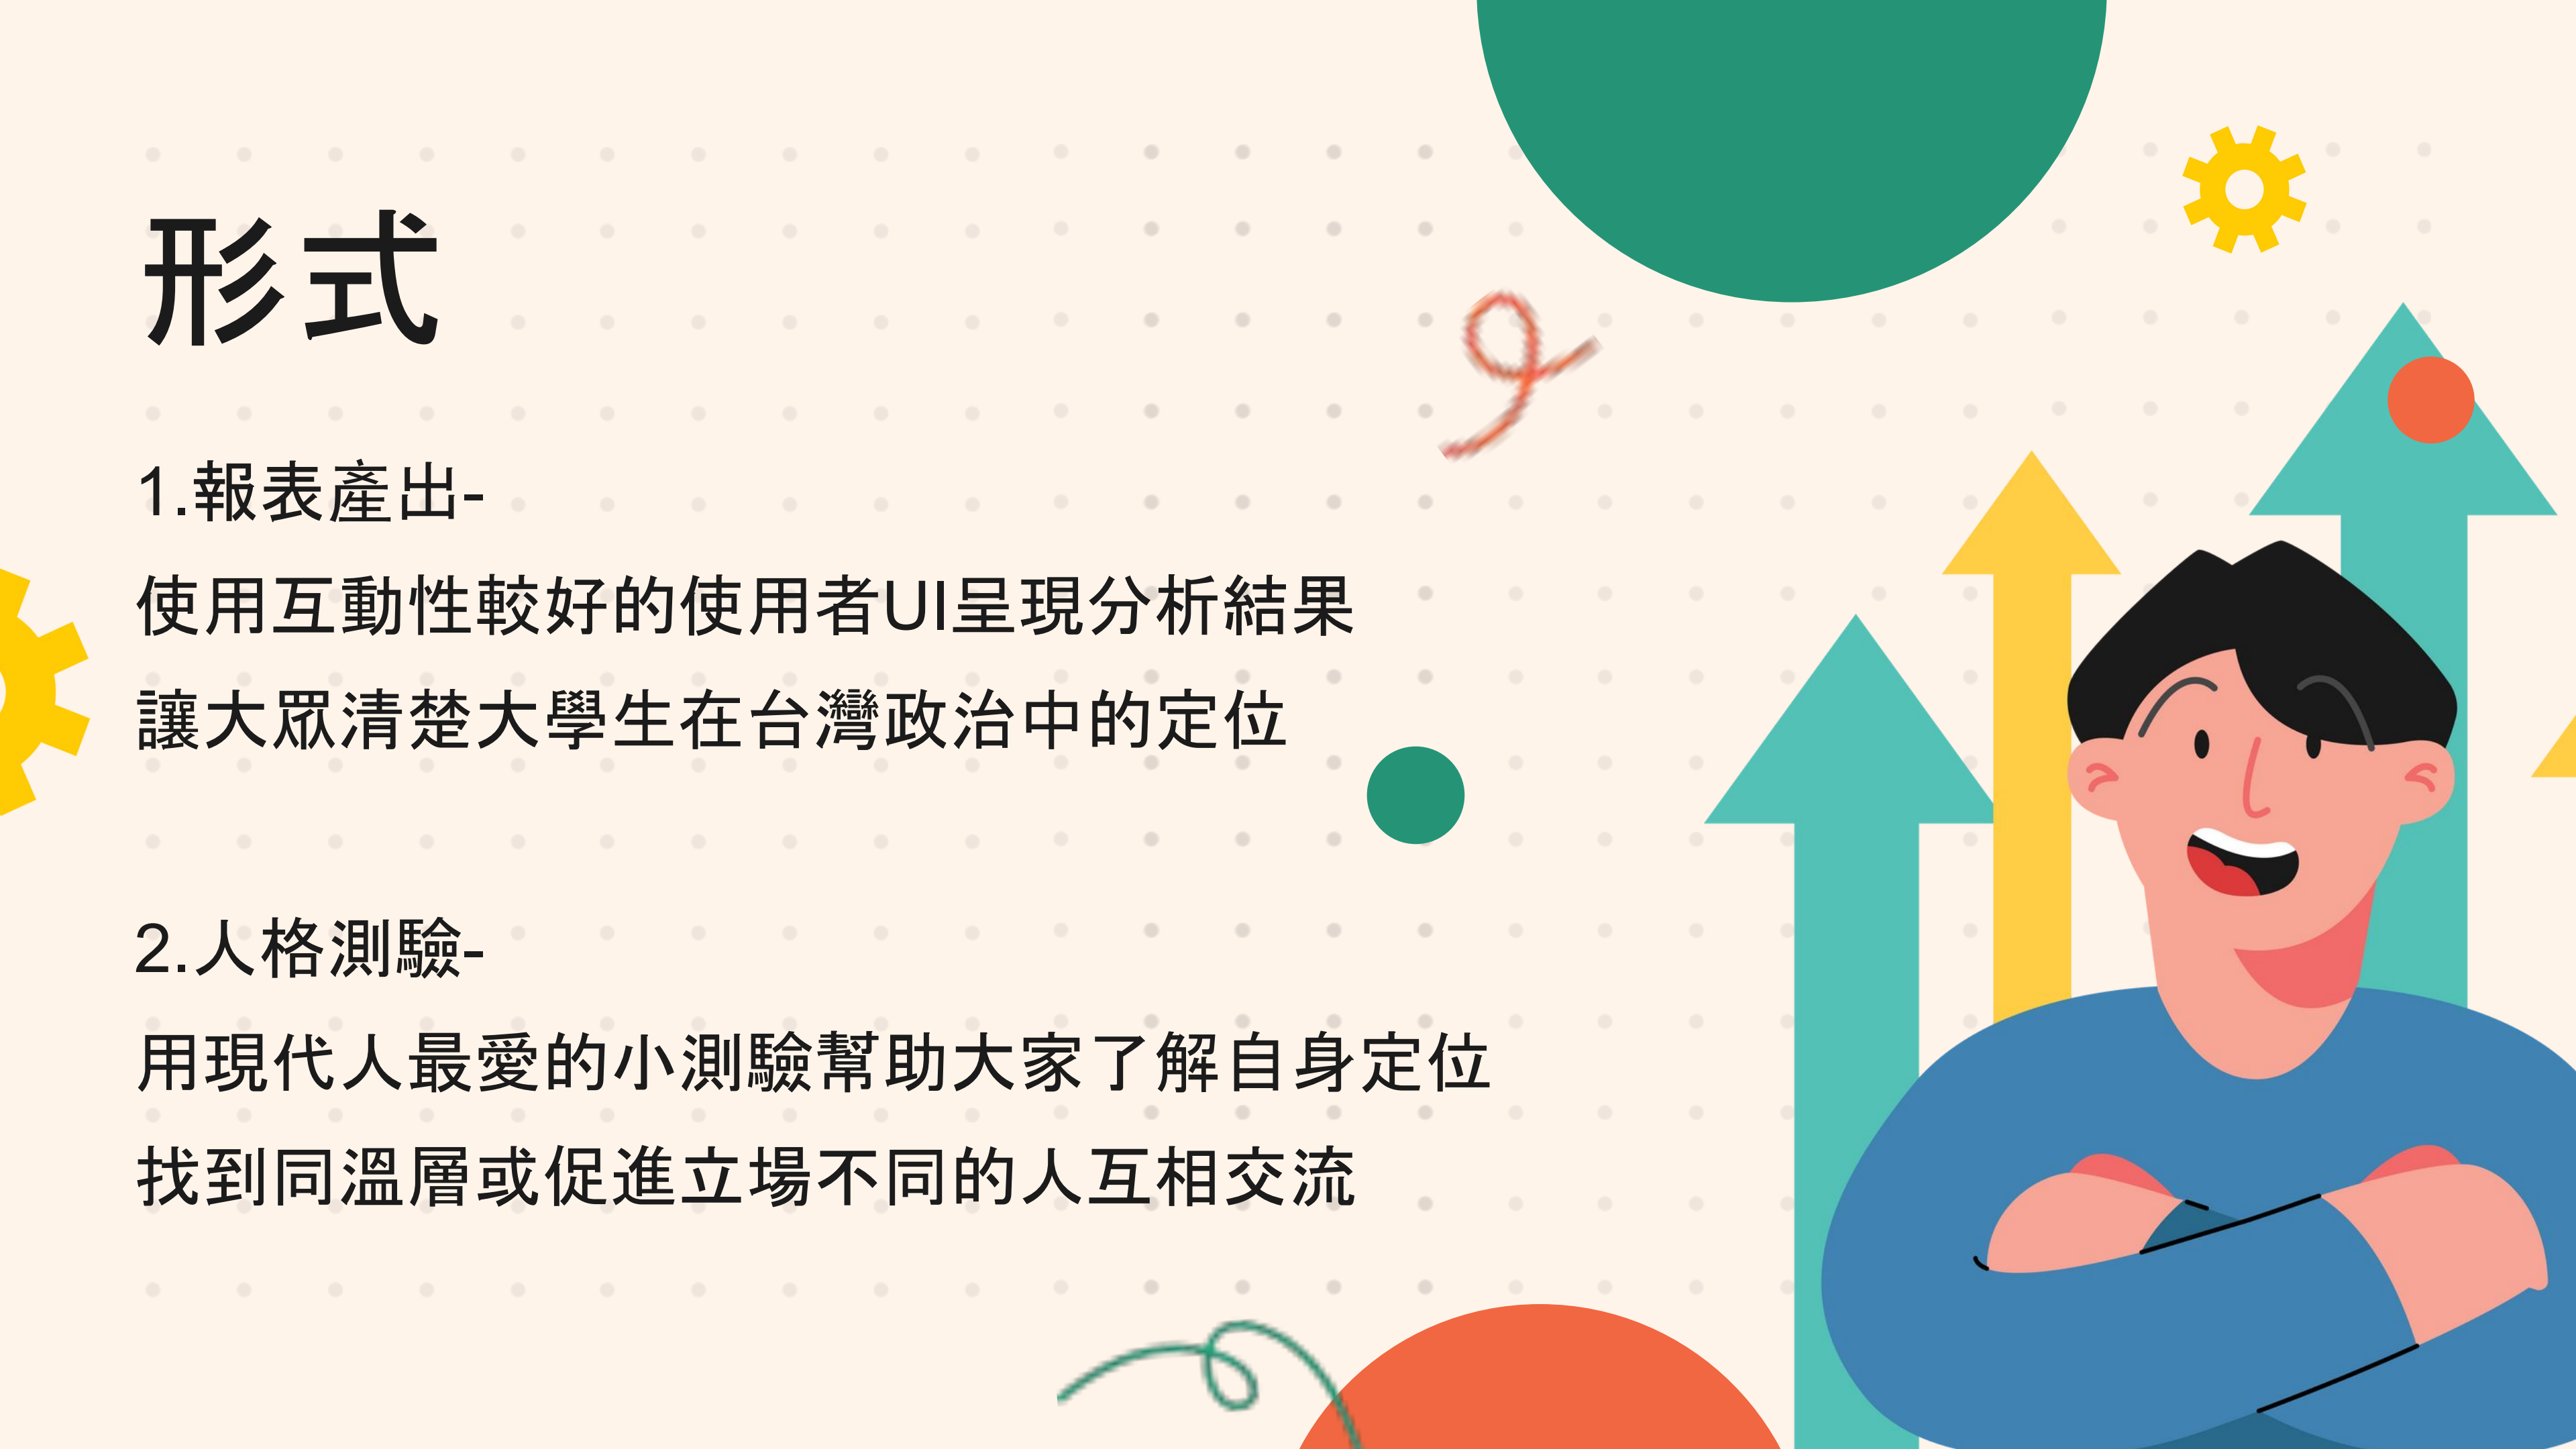 形式
1.報表產出-
使用互動性較好的使用者UI呈現分析結果
讓大眾清楚大學生在台灣政治中的定位
2.人格測驗-
用現代人最愛的小測驗幫助大家了解自身定位
找到同溫層或促進立場不同的人互相交流